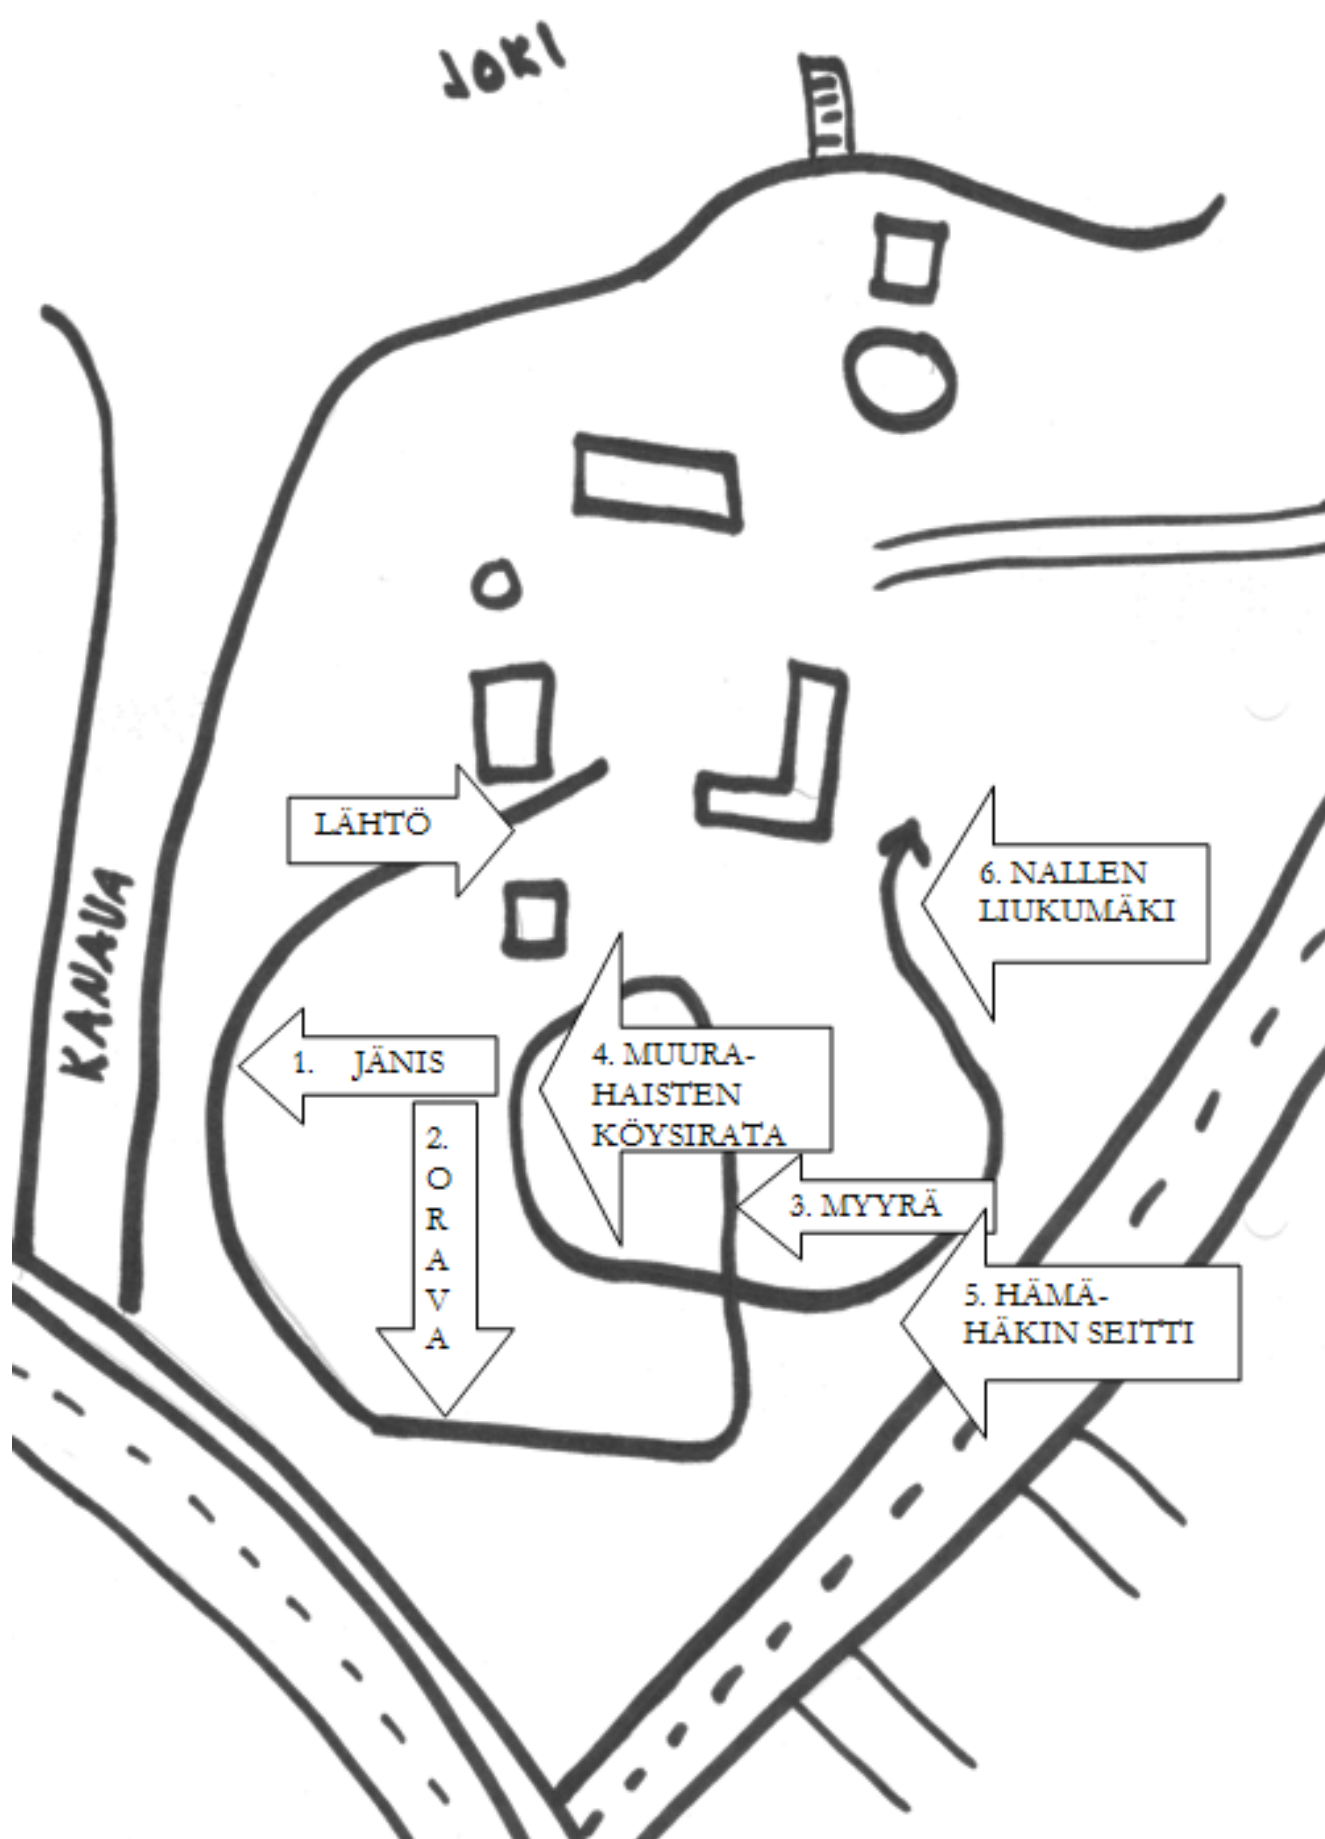 JOKI
LÄHTÖ
6. NALLEN
LIUKUMÄKI
KANAVA
1. JÄNIS
4. MUURA-
HAISTEN
KÖYSIRATA
2.
O
R
A
V
A
3. MYYRÄ
5. HÄMÄ-
HÄKIN SEITTI